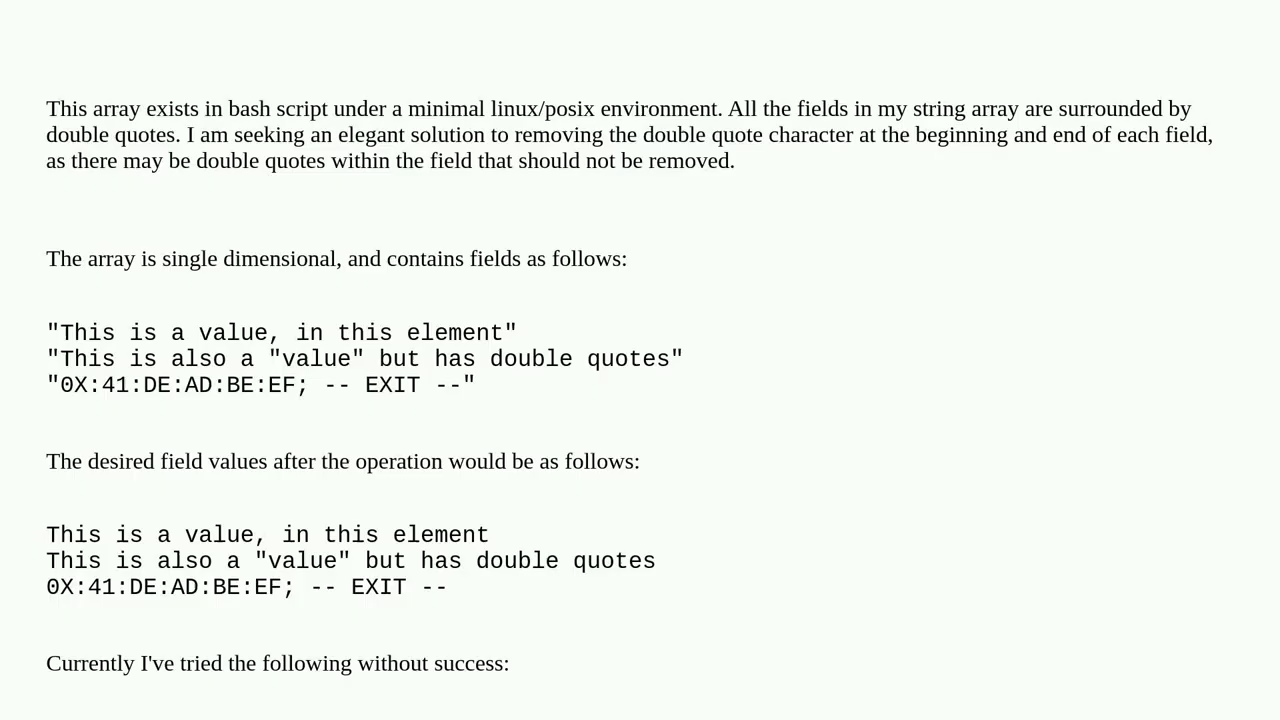 This array exists in bash script under a minimal linux/posix environment. All the fields in my string array are surrounded by
double quotes. I am seeking an elegant solution to removing the double quote character at the beginning and end of each field,
as there may be double quotes within the field that should not be removed.
The array is single dimensional, and contains fields as follows:
"This is a value, in this element"
"This is also a "value" but has double quotes"
"0X:41:DE:AD:BE:EF; -- EXIT --"
The desired field values after the operation would be as follows:
This is a value, in this element
This is also a "value" but has double quotes
0X:41:DE:AD:BE:EF; -- EXIT --
Currently I've tried the following without success: